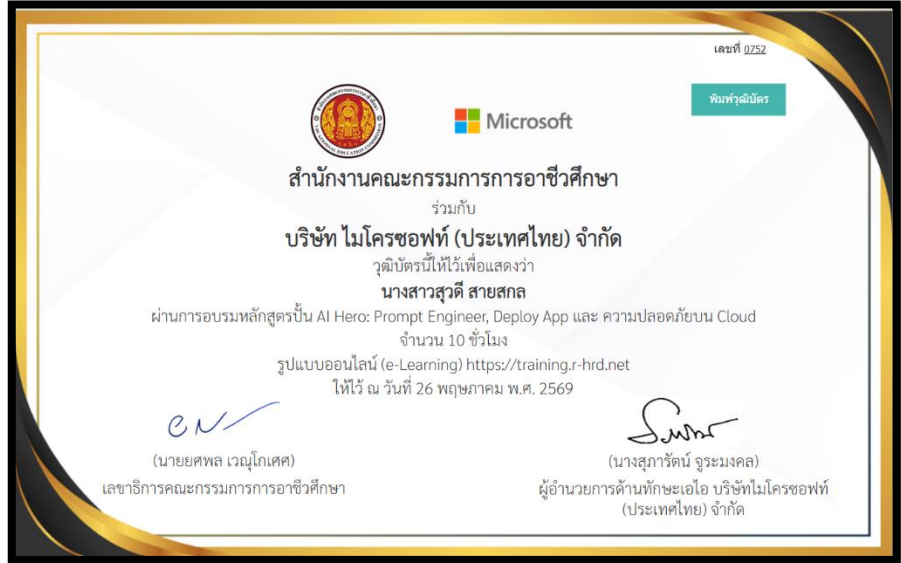 เลขที่ 0752
พิมพ์วุฒิบัตร
Microsoft
สำนักงานคณะกรรมการการอาชีวศึกษา
ร่วมกับ
บริษัท ไมโครซอฟท์ (ประเทศไทย) จำกัด
วุฒิบัตรนี้ให้ไว้เพื่อแสดงว่า
นางสาวสุวดี สายสกล
ผ่านการอบรมหลักสูตรปั้น AI Hero: Prompt Engineer, Deploy App และ ความปลอดภัยบน Cloud
จำนวน 10 ชั่วโมง
รูปแบบออนไลน์ (e-Learning) https://training.r-hrd.net
ให้ไว้ ณ วันที่ 26 พฤษภาคม พ.ศ. 2569
(นายยศพล เวณุโกเศศ)
เลขาธิการคณะกรรมการการอาชีวศึกษา
(นางสุภารัตน์ จูระมงคล)
ผู้อำนวยการด้านทักษะเอไอ บริษัทไมโครซอฟท์
(ประเทศไทย) จำกัด